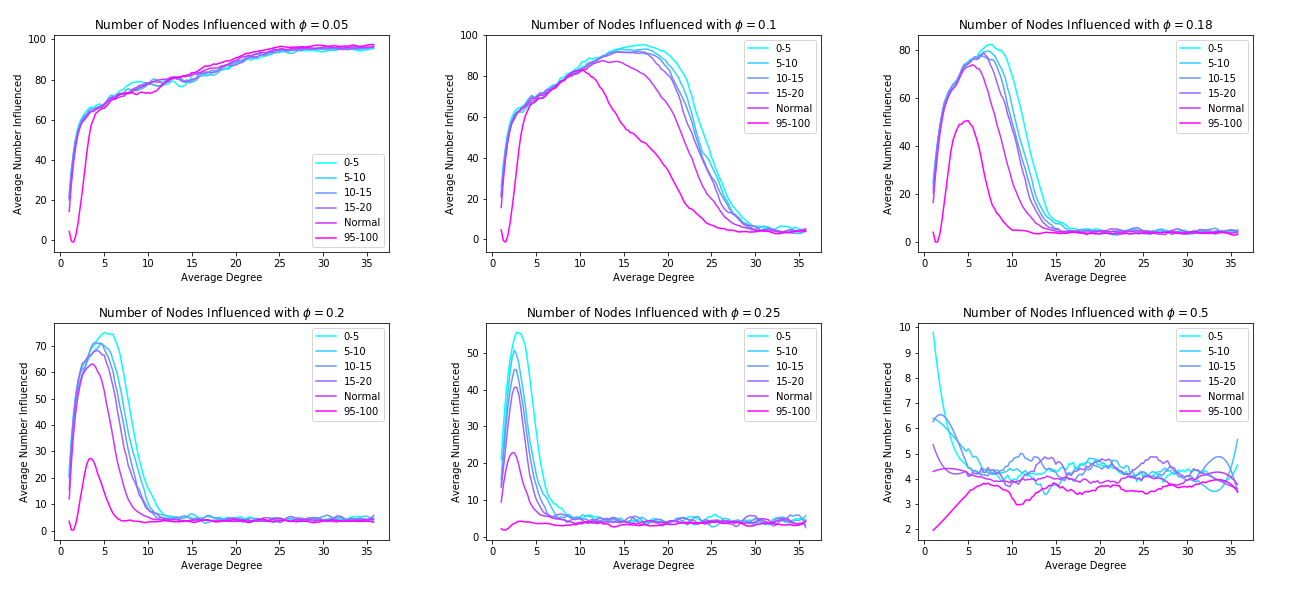 Number of Nodes Influenced with ϕ = 0.05
Average Number Influenced
100
80
60
40
20
0
0-5
5-10
10-15
15-20
Normal
95-100
0 5 10 15 20 25 30 35
Average Degree
Number of Nodes Influenced with ϕ = 0.1
Average Number Influenced
100
80
60
40
20
0
0-5
5-10
10-15
15-20
Normal
95-100
0 5 10 15 20 25 30 35
Average Degree
Number of Nodes Influenced with ϕ = 0.18
Average Number Influenced
80
60
40
20
0
0-5
5-10
10-15
15-20
Normal
95-100
0 5 10 15 20 25 30 35
Average Degree
Number of Nodes Influenced with ϕ = 0.2
Average Number Influenced
70
60
50
40
30
20
10
0
0-5
5-10
10-15
15-20
Normal
95-100
0 5 10 15 20 25 30 35
Average Degree
Number of Nodes Influenced with ϕ = 0.25
Average Number Influenced
50
40
30
20
10
0
0-5
5-10
10-15
15-20
Normal
95-100
0 5 10 15 20 25 30 35
Average Degree
Number of Nodes Influenced with ϕ = 0.5
Average Number Influenced
10
9
8
7
6
5
4
3
2
0-5
5-10
10-15
15-20
Normal
95-100
0 5 10 15 20 25 30 35
Average Degree